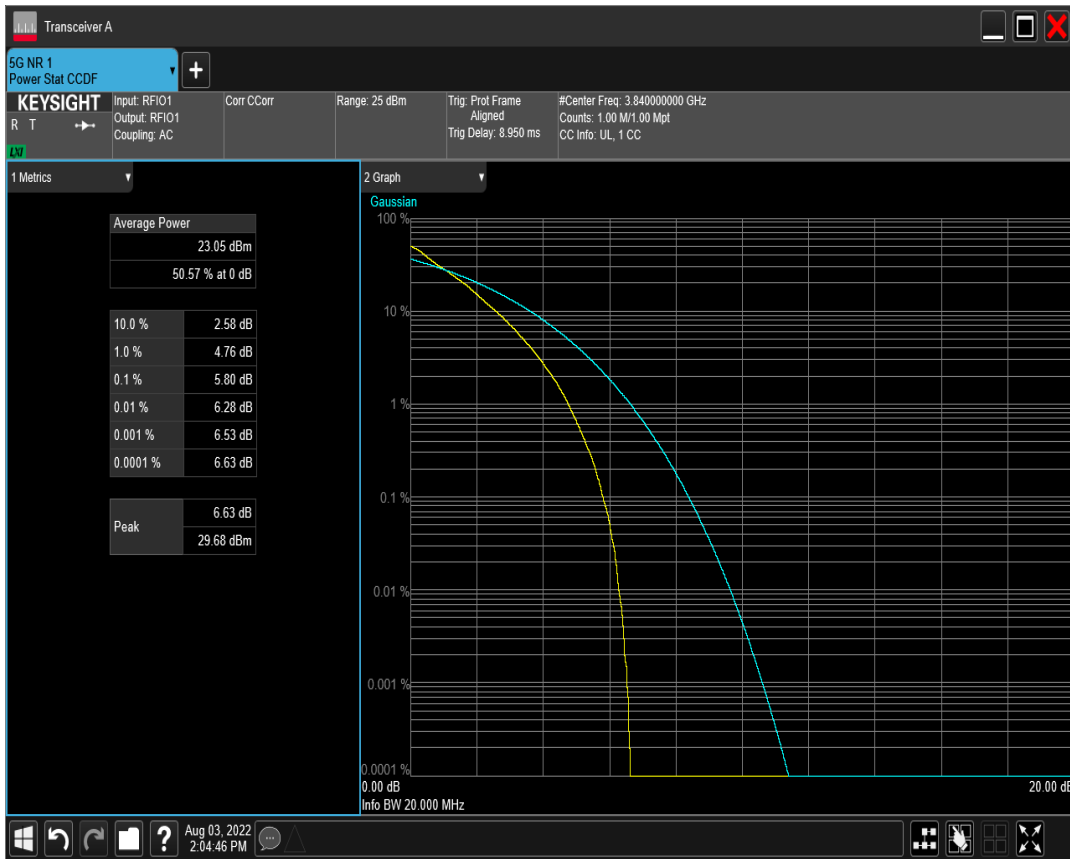 Transceiver A
5G NR 1
Power Stat CCDF
+
KEYSIGHT
R T
LXI
Input: RFIO1
Output: RFIO1
Coupling: AC
Corr CCorr
Range: 25 dBm
Trig: Prot Frame
Aligned
Trig Delay: 8.950 ms
#Center Freq: 3.840000000 GHz
Counts: 1.00 M/1.00 Mpt
CC Info: UL, 1 CC
1 Metrics
Average Power
23.05 dBm
50.57 % at 0 dB
10.0 % 2.58 dB
1.0 % 4.76 dB
0.1 % 5.80 dB
0.01 % 6.28 dB
0.001 % 6.53 dB
0.0001 % 6.63 dB
Peak 6.63 dB
29.68 dBm
2 Graph
Gaussian
100 %
10 %
1 %
0.1 %
0.01 %
0.001 %
0.0001 %
0.00 dB 20.00 dB
Info BW 20.000 MHz
?
Aug 03, 2022
2:04:46 PM